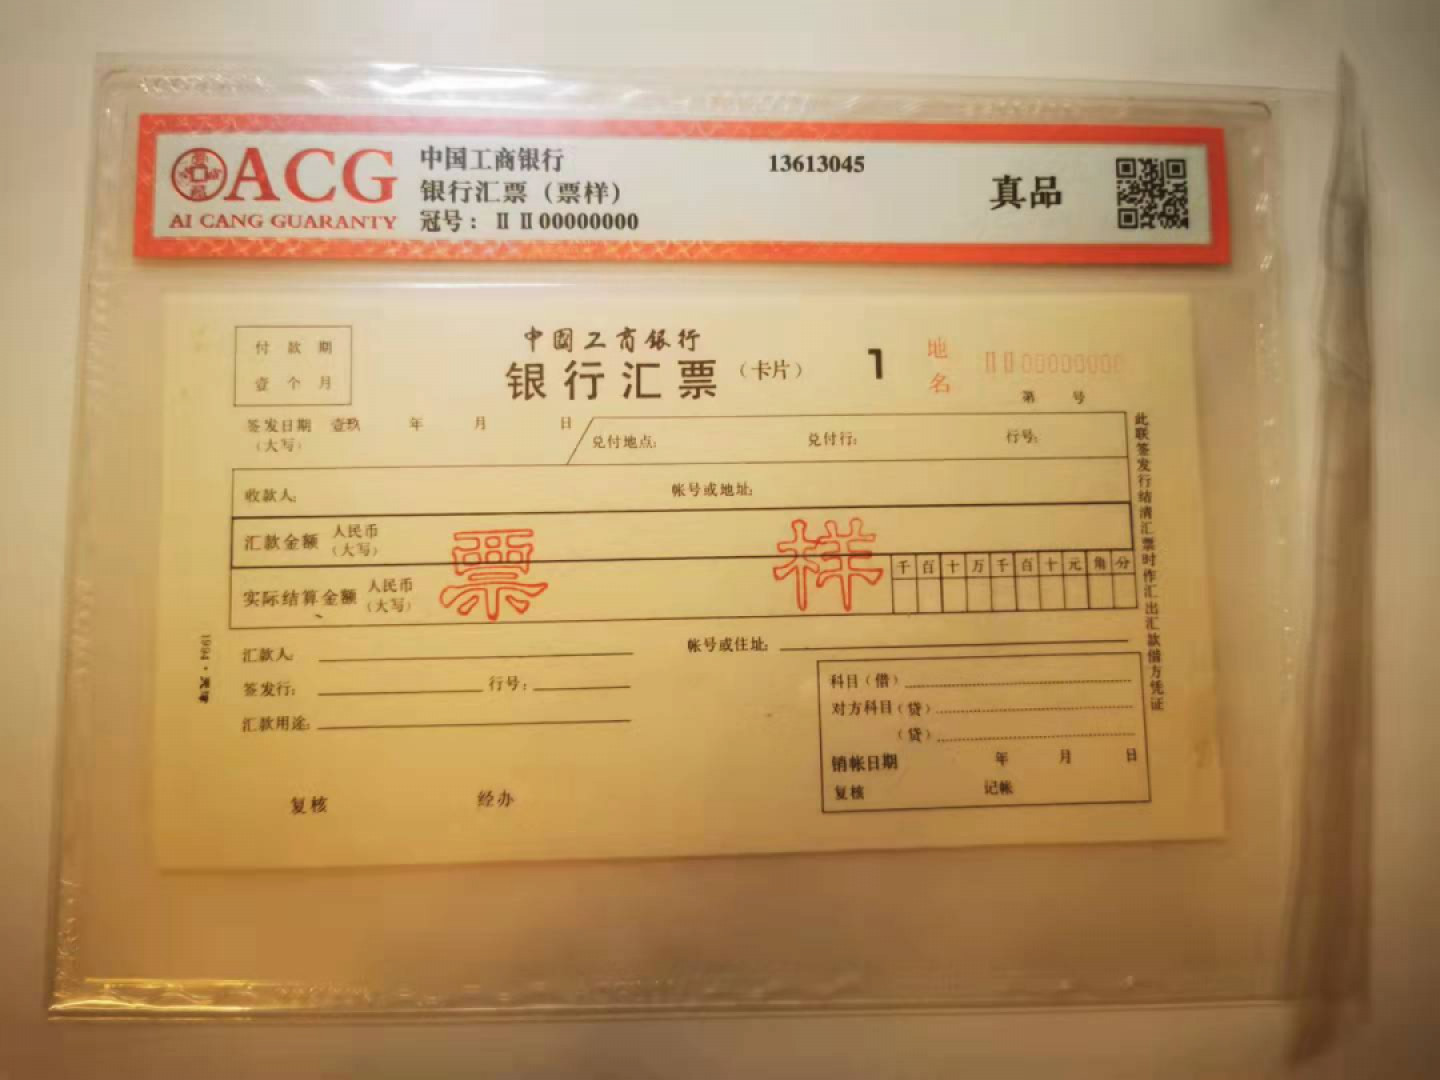 ACG
AI CANG GUARANTY
中国工商银行
银行汇票（票样）
冠号：ⅡⅡ00000000
13613045
真品
付款期
壹个月
中国工商银行
银行汇票（卡片）
1
地名
ⅡⅡ00000000
第 号
签发日期（大写） 壹玖 年 月 日
兑付地点： 兑付行： 行号：
收款人： 帐号或地址：
汇款金额 人民币（大写）
实际结算金额 人民币（大写）
千 百 十 万 千 百 十 元 角 分
票 样
汇款人： 帐号或住址：
签发行： 行号：
汇款用途：
复核 经办
科目（借）
对方科目（贷）
（贷）
销帐日期 年 月 日
复核 记帐
此联签发行结清汇票时作汇出汇款借方凭证
1994